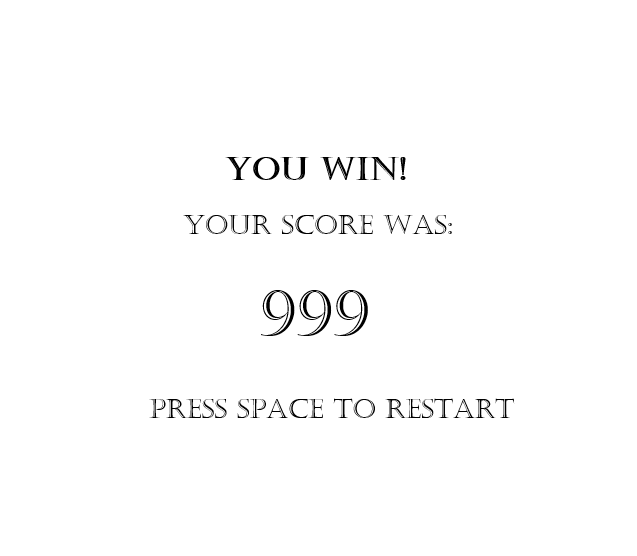 YOU WIN!
YOUR SCORE WAS:
999
PRESS SPACE TO RESTART